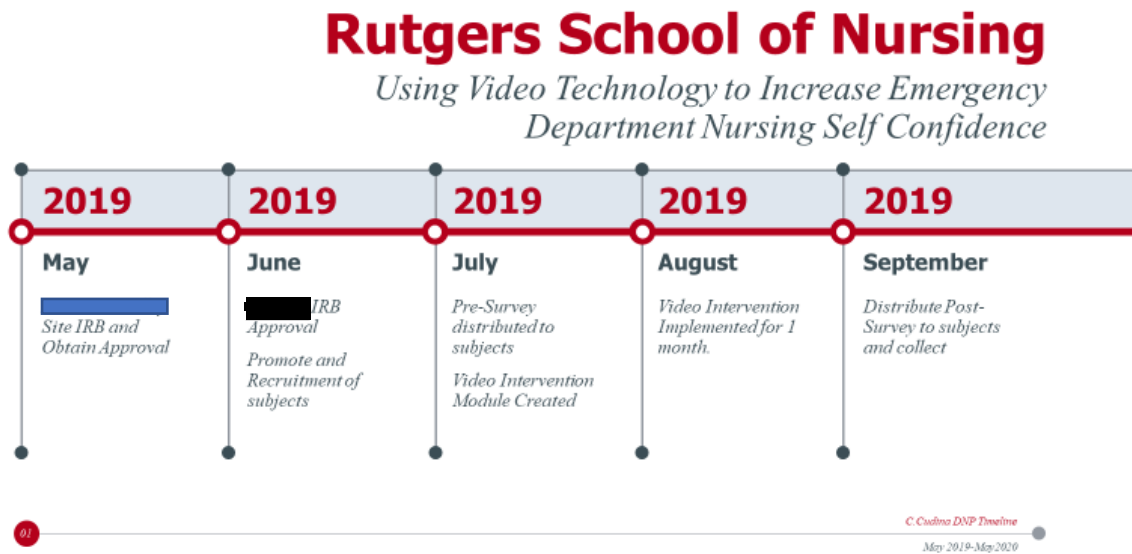 Rutgers School of Nursing
Using Video Technology to Increase Emergency
Department Nursing Self Confidence
2019
2019
2019
2019
2019
May
June
July
August
September
Site IRB and
Obtain Approval
IRB
Approval
Promote and
Recruitment of
subjects
Pre-Survey
distributed to
subjects
Video Intervention
Module Created
Video Intervention
Implemented for 1
month.
Distribute Post-
Survey to subjects
and collect
01
C.Cudina DNP Timeline
May 2019-May2020